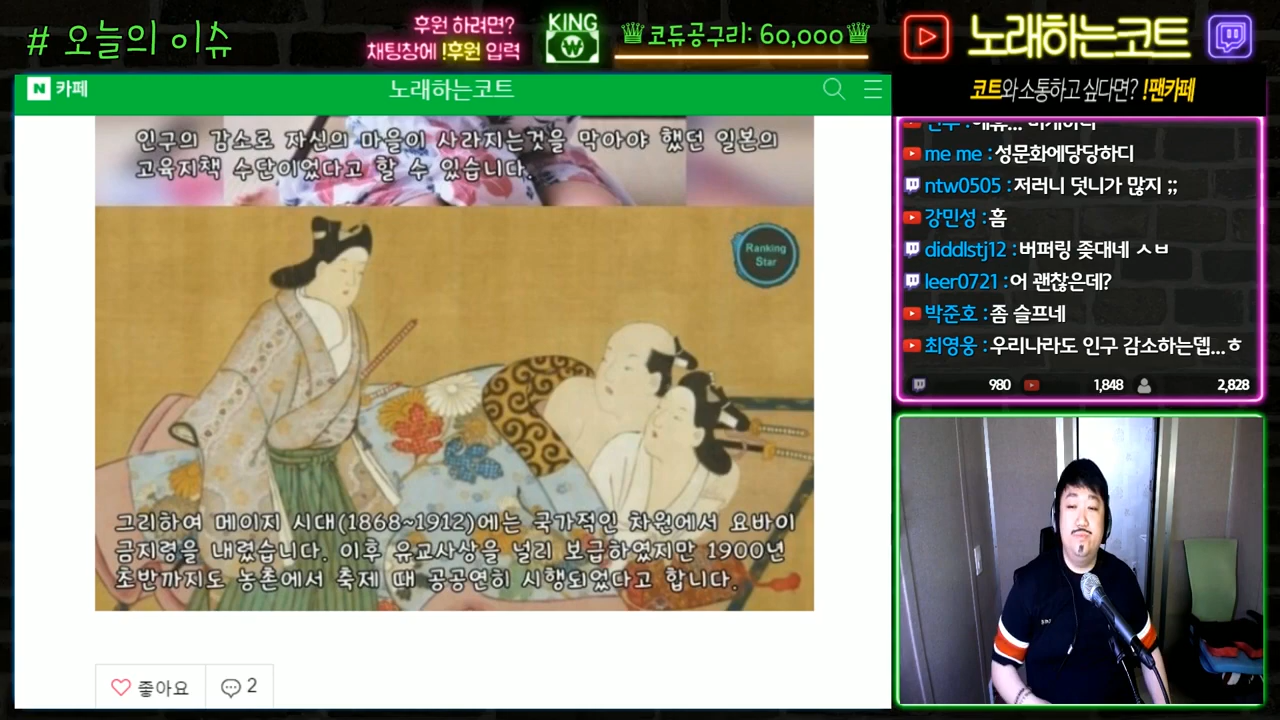 # 오늘의 이슈
후원 하려면?
채팅창에 !후원 입력
KING
코듀공구리: 60,000
노래하는코트
코트와 소통하고 싶다면? !팬카페
N 카페
노래하는코트
인구의 감소로 자신의 마을이 사라지는것을 막아야 했던 일본의
고육지책 수단이었다고 할 수 있습니다.
Ranking
Star
그리하여 메이지 시대(1868~1912)에는 국가적인 차원에서 요바이
금지령을 내렸습니다. 이후 유교사상을 널리 보급하였지만 1900년
초반까지도 농촌에서 축제 때 공공연히 시행되었다고 합니다.
좋아요
2
me me : 성문화에당당하디
ntw0505 : 저러니 덧니가 많지 ;;
강민성 : 흠
diddlstj12 : 버퍼링 좆대네 ㅅㅂ
leer0721 : 어 괜찮은데?
박준호 : 좀 슬프네
최영웅 : 우리나라도 인구 감소하는뎁...ㅎ
980 1,848 2,828